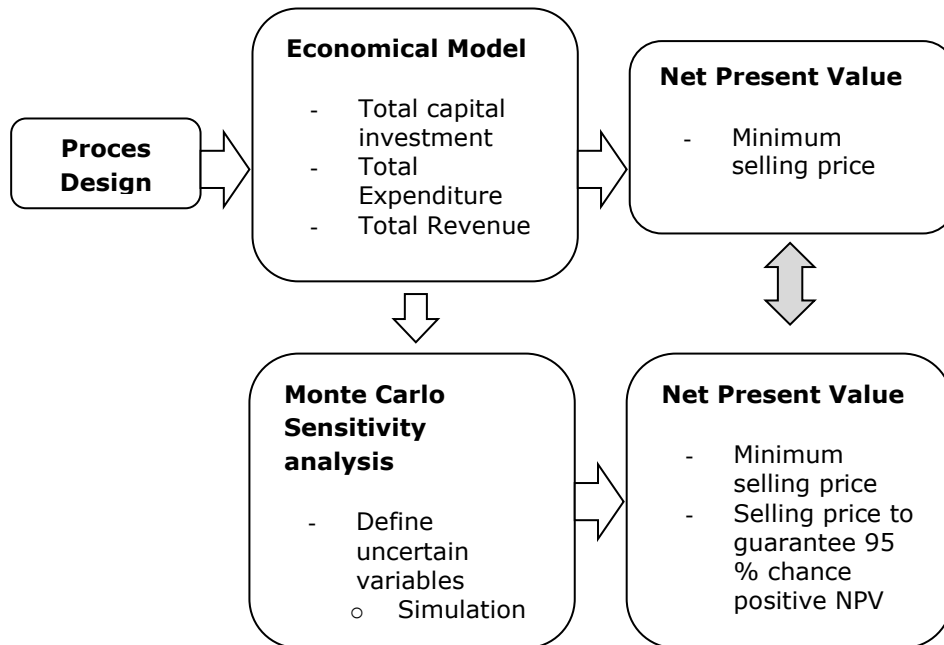 Proces
Design
Economical Model
- Total capital
investment
- Total
Expenditure
- Total Revenue
Net Present Value
- Minimum
selling price
Monte Carlo
Sensitivity
analysis
- Define
uncertain
variables
o Simulation
Net Present Value
- Minimum
selling price
- Selling price to
guarantee 95
% chance
positive NPV